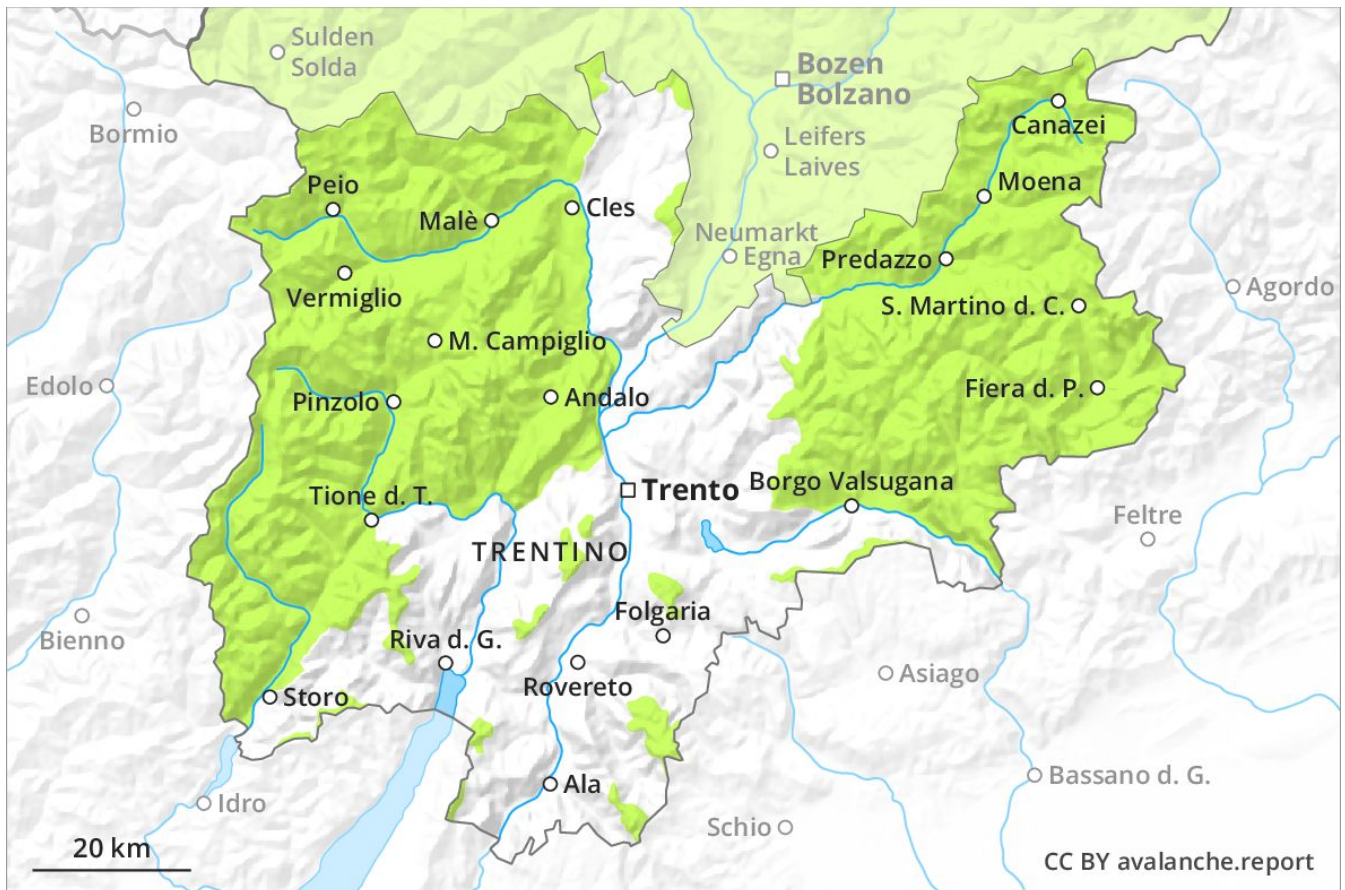 Sulden
Solda
Bozen
Bolzano
Bormio
Canazei
Leifers
Laives
Peio
Moena
Malè
Cles
Neumarkt
Egna
Predazzo
Vermiglio
Agordo
S. Martino d. C.
M. Campiglio
Edolo
Andalo
Fiera d. P.
Pinzolo
Trento
Borgo Valsugana
Tione d. T.
Feltre
TRENTINO
Folgaria
Bienno
Riva d. G.
Asiago
Rovereto
Storo
Bassano d. G.
Ala
Idro
Schio
20 km
CC BY avalanche.report